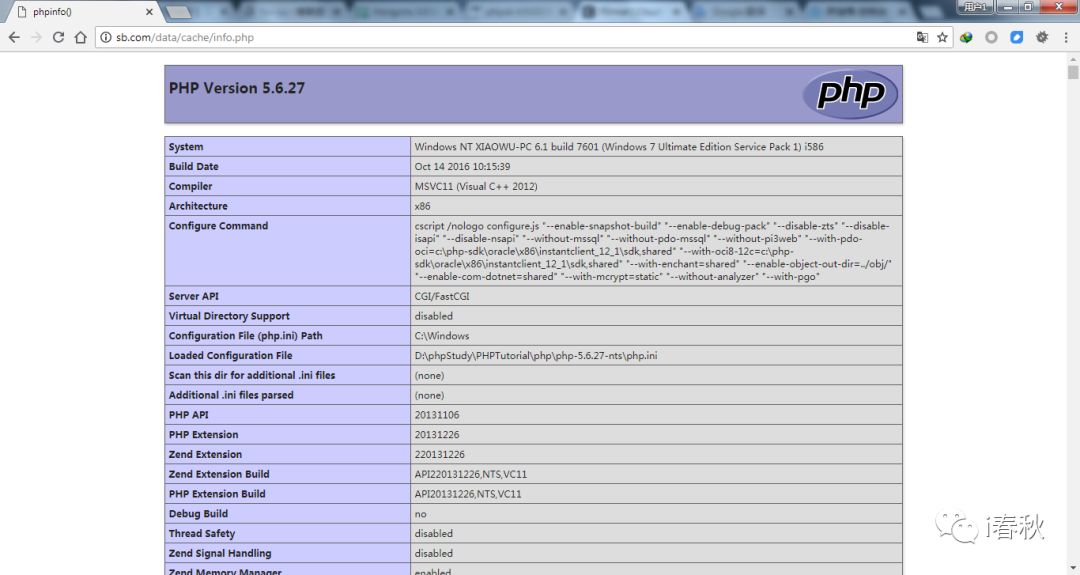 phpinfo()
用户1
sb.com/data/cache/info.php
PHP Version 5.6.27
php
System Windows NT XIAOWU-PC 6.1 build 7601 (Windows 7 Ultimate Edition Service Pack 1) i586
Build Date Oct 14 2016 10:15:39
Compiler MSVC11 (Visual C++ 2012)
Architecture x86
Configure Command cscript /nologo configure.js "--enable-snapshot-build" "--enable-debug-pack" "--disable-zts" "--disable-
isapi" "--disable-nsapi" "--without-mssql" "--without-pdo-mssql" "--without-pi3web" "--with-pdo-
oci=c:\php-sdk\oracle\x86\instantclient_12_1\sdk,shared" "--with-oci8-12c=c:\php-
sdk\oracle\x86\instantclient_12_1\sdk,shared" "--with-enchant=shared" "--enable-object-out-dir=../obj/"
"--enable-com-dotnet=shared" "--with-mcrypt=static" "--without-analyzer" "--with-pgo"
Server API CGI/FastCGI
Virtual Directory Support disabled
Configuration File (php.ini) Path C:\Windows
Loaded Configuration File D:\phpStudy\PHPTutorial\php\php-5.6.27-nts\php.ini
Scan this dir for additional .ini files (none)
Additional .ini files parsed (none)
PHP API 20131106
PHP Extension 20131226
Zend Extension 220131226
Zend Extension Build API220131226,NTS,VC11
PHP Extension Build API20131226,NTS,VC11
Debug Build no
Thread Safety disabled
Zend Signal Handling disabled
Zend Memory Manager enabled
i春秋